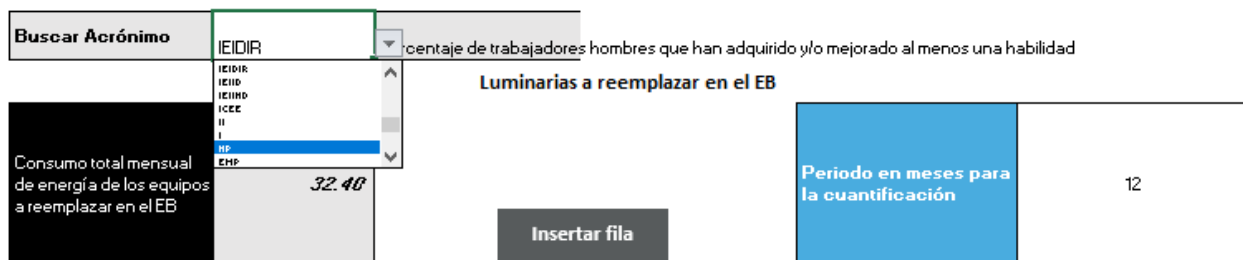 Buscar Acrónimo
IEIDIR
rcentaje de trabajadores hombres que han adquirido y/o mejorado al menos una habilidad
IEIDIR
IEIID
IEIIND
ICEE
II
I
HP
EMP
Luminarias a reemplazar en el EB
Consumo total mensual
de energía de los equipos
a reemplazar en el EB
32.40
Insertar fila
Periodo en meses para
la cuantificación
12